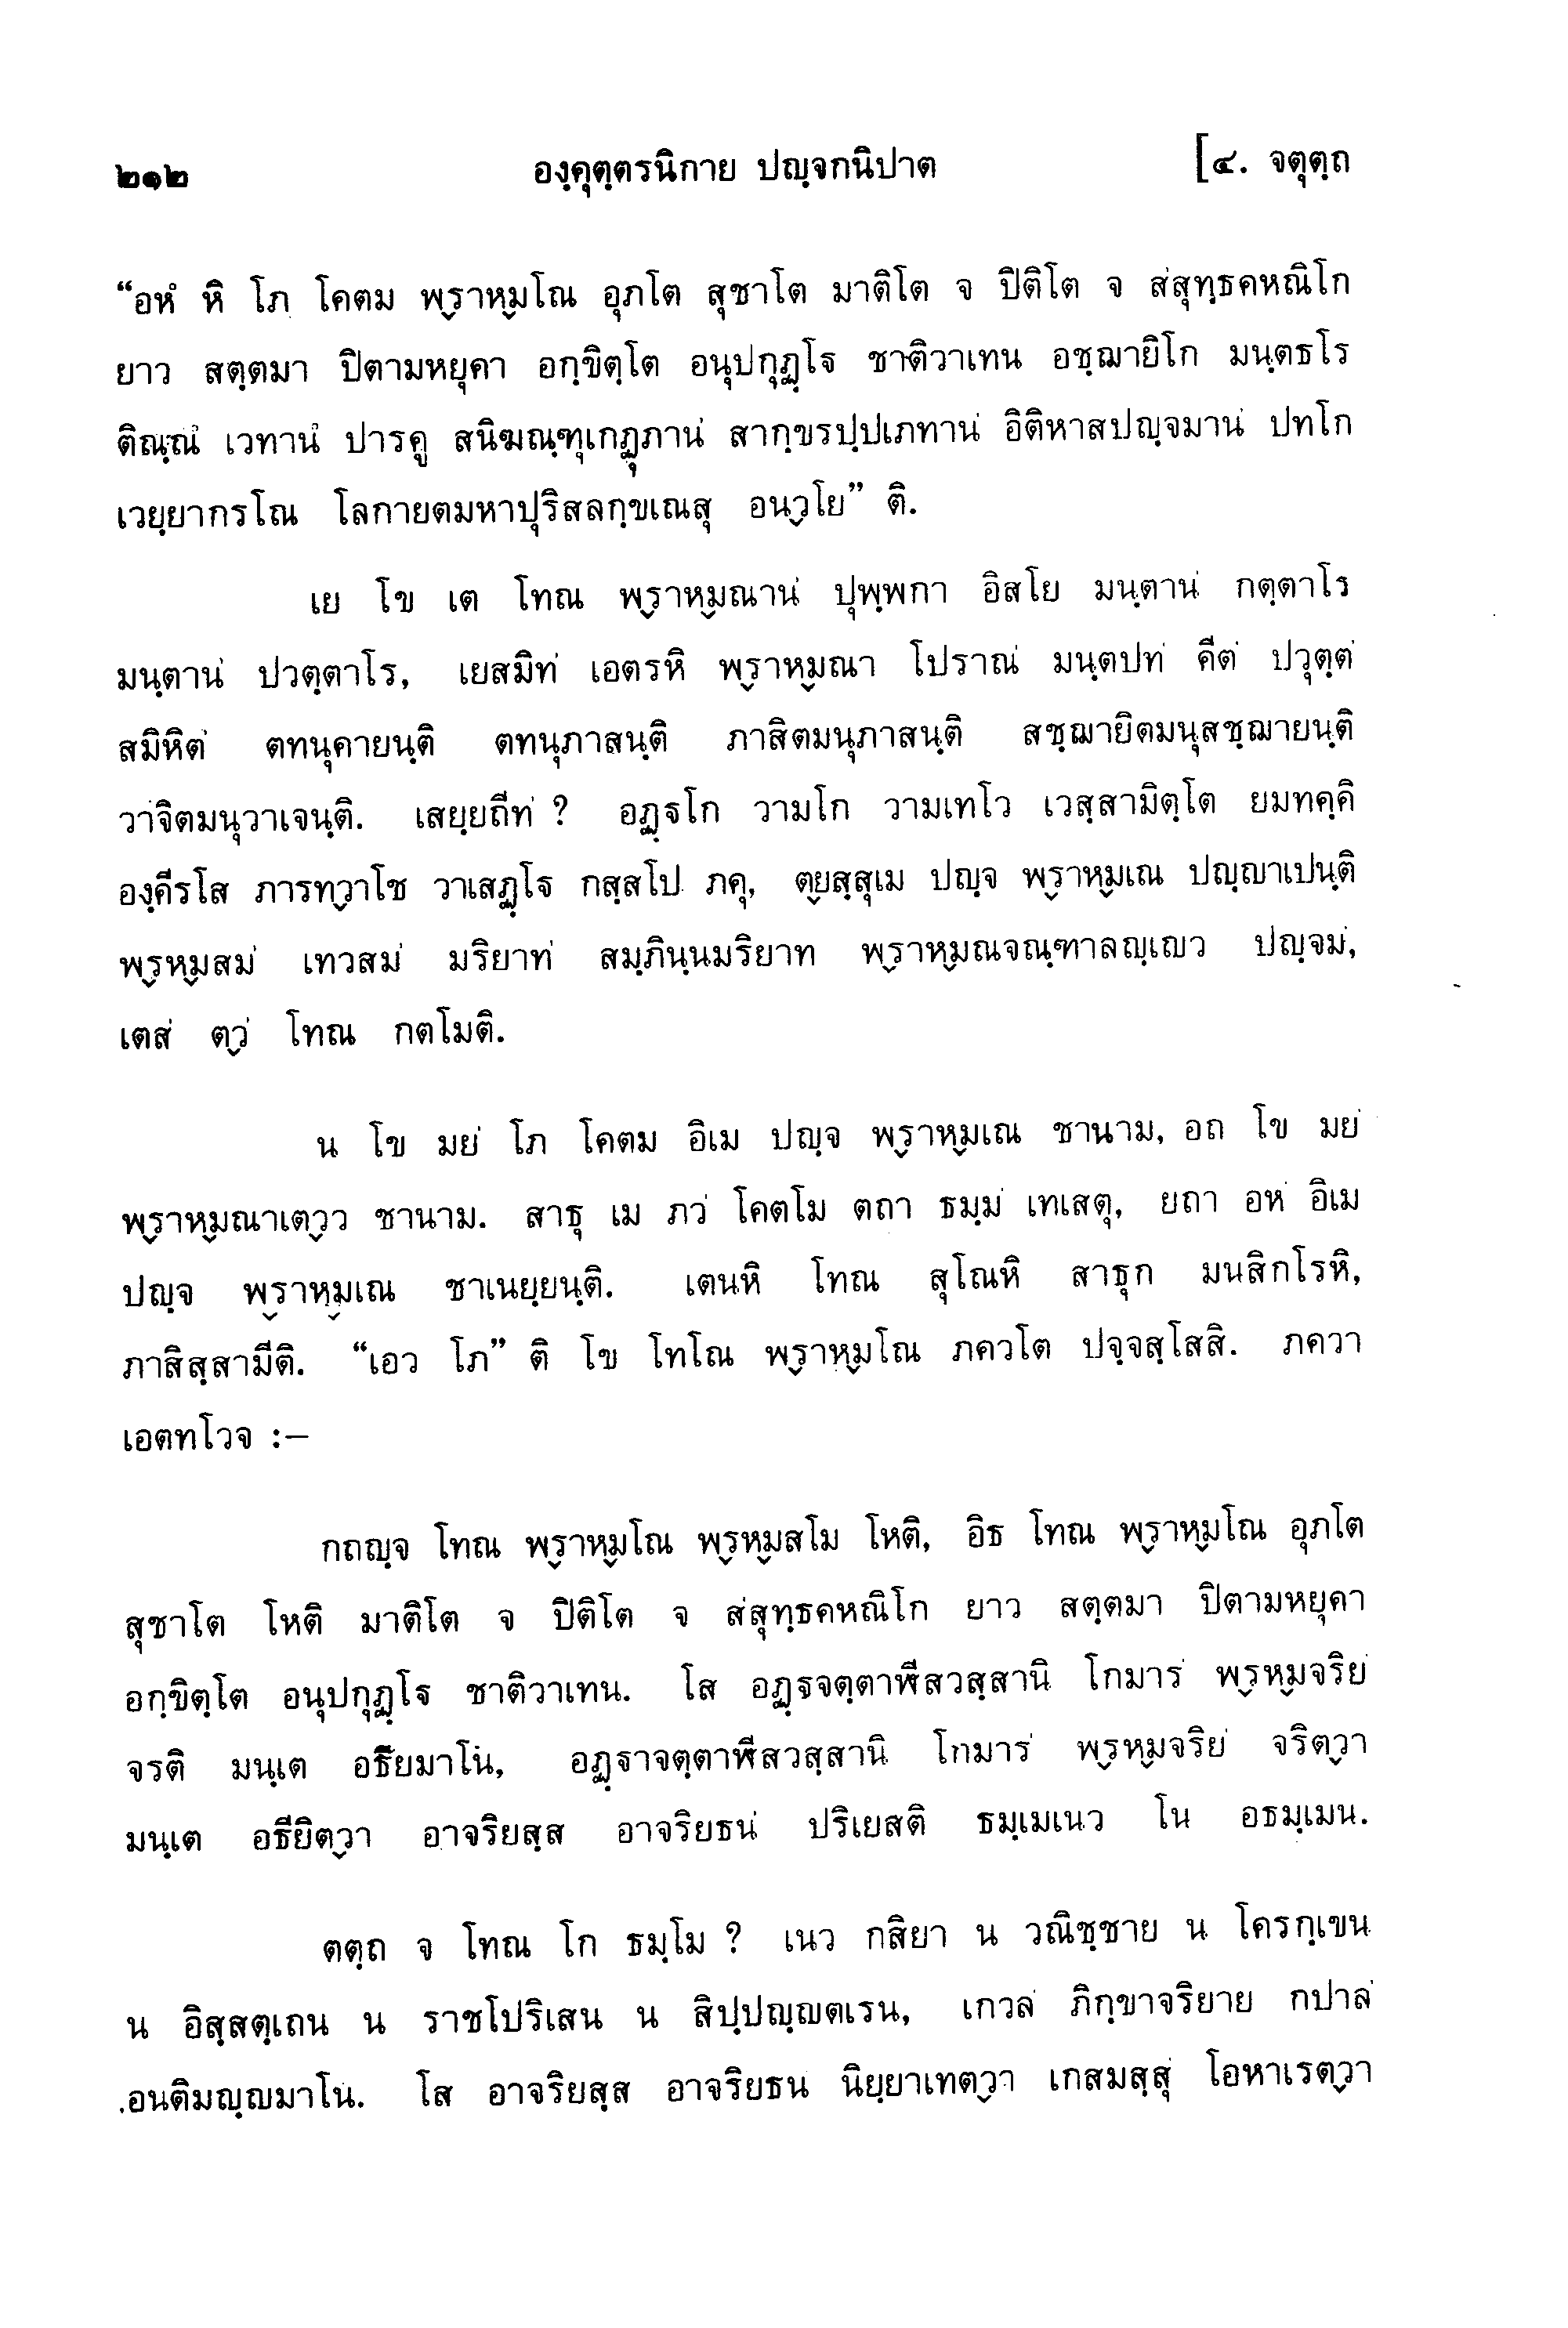 ๒๑๒ องฺคุตฺตรนิกาย ปญฺจกนิปาต [๔. จตุตฺถ
“อหํ หิ โภ โคตม พฺราหฺมโณ อุภโต สุชาโต มาติโต จ ปิติโต จ สํสุทฺธคหณิโก
ยาว สตฺตมา ปิตามหยุคา อกฺขิตฺโต อนุปกุฏฺโฐ ชาติวาเทน อชฺฌายิโก มนฺตธโร
ติณฺณํ เวทานํ ปารคู สนิฆณฺฑุเกฏุภานํ สากฺขรปฺปเภทานํ อิติหาสปญฺจมานํ ปทโก
เวยฺยากรโณ โลกายตมหาปุริสลกฺขเณสุ อนวฺโย” ติ.
เย โข เต โทณ พฺราหฺมณานํ ปุพฺพกา อิสโย มนฺตานํ กตฺตาโร
มนฺตานํ ปวตฺตาโร, เยสมิทํ เอตรหิ พฺราหฺมณา โปราณํ มนฺตปทํ คีตํ ปวุตฺตํ
สมิหิตํ ตทนุคายนฺติ ตทนุภาสนฺติ ภาสิตมนุภาสนฺติ สชฺฌายิตมนุสชฺฌายนฺติ
วาจิตมนุวาเจนฺติ. เสยฺยถีทํ ? อฏฺฐโก วามโก วามเทโว เวสฺสามิตฺโต ยมทคฺคิ
องฺคีรโส ภารทฺวาโช วาเสฏฺโฐ กสฺสโป ภคุ, ตฺยสฺสุเม ปญฺจ พฺราหฺมเณ ปญฺญาเปนฺติ
พฺรหฺมสมํ เทวสมํ มริยาทํ สมฺภินฺนมริยาท พฺราหฺมณจณฺฑาลญฺเญว ปญฺจมํ,
เตสํ ตฺวํ โทณ กตโมติ.
น โข มยํ โภ โคตม อิเม ปญฺจ พฺราหฺมเณ ชานาม, อถ โข มยํ
พฺราหฺมณาเตฺวว ชานาม. สาธุ เม ภวํ โคตโม ตถา ธมฺมํ เทเสตุ, ยถา อหํ อิเม
ปญฺจ พฺราหฺมเณ ชาเนยฺยนฺติ. เตนหิ โทณ สุโณหิ สาธุก มนสิกโรหิ,
ภาสิสฺสามีติ. “เอว โภ” ติ โข โทโณ พฺราหฺมโณ ภควโต ปจฺจสฺโสสิ. ภควา
เอตทโวจ :—
กถญฺจ โทณ พฺราหฺมโณ พฺรหฺมสโม โหติ, อิธ โทณ พฺราหฺมโณ อุภโต
สุชาโต โหติ มาติโต จ ปิติโต จ สํสุทฺธคหณิโก ยาว สตฺตมา ปิตามหยุคา
อกฺขิตฺโต อนุปกุฏฺโฐ ชาติวาเทน. โส อฏฺฐจตฺตาฬีสวสฺสานิ โกมารํ พฺรหฺมจริยํ
จรติ มนฺเต อธียมาโน, อฏฺฐาจตฺตาฬีสวสฺสานิ โกมารํ พฺรหฺมจริยํ จริตฺวา
มนฺเต อธียิตฺวา อาจริยสฺส อาจริยธนํ ปริเยสติ ธมฺเมเนว โน อธมฺเมน.
ตตฺถ จ โทณ โก ธมฺโม ? เนว กสิยา น วณิชฺชาย น โครกฺเขน
น อิสฺสตฺเถน น ราชโปริเสน น สิปฺปญฺญตเรน, เกวลํ ภิกฺขาจริยาย กปาลํ
อนติมญฺญมาโน. โส อาจริยสฺส อาจริยธน นิยฺยาเทตฺวา เกสมสฺสุํ โอหาเรตฺวา